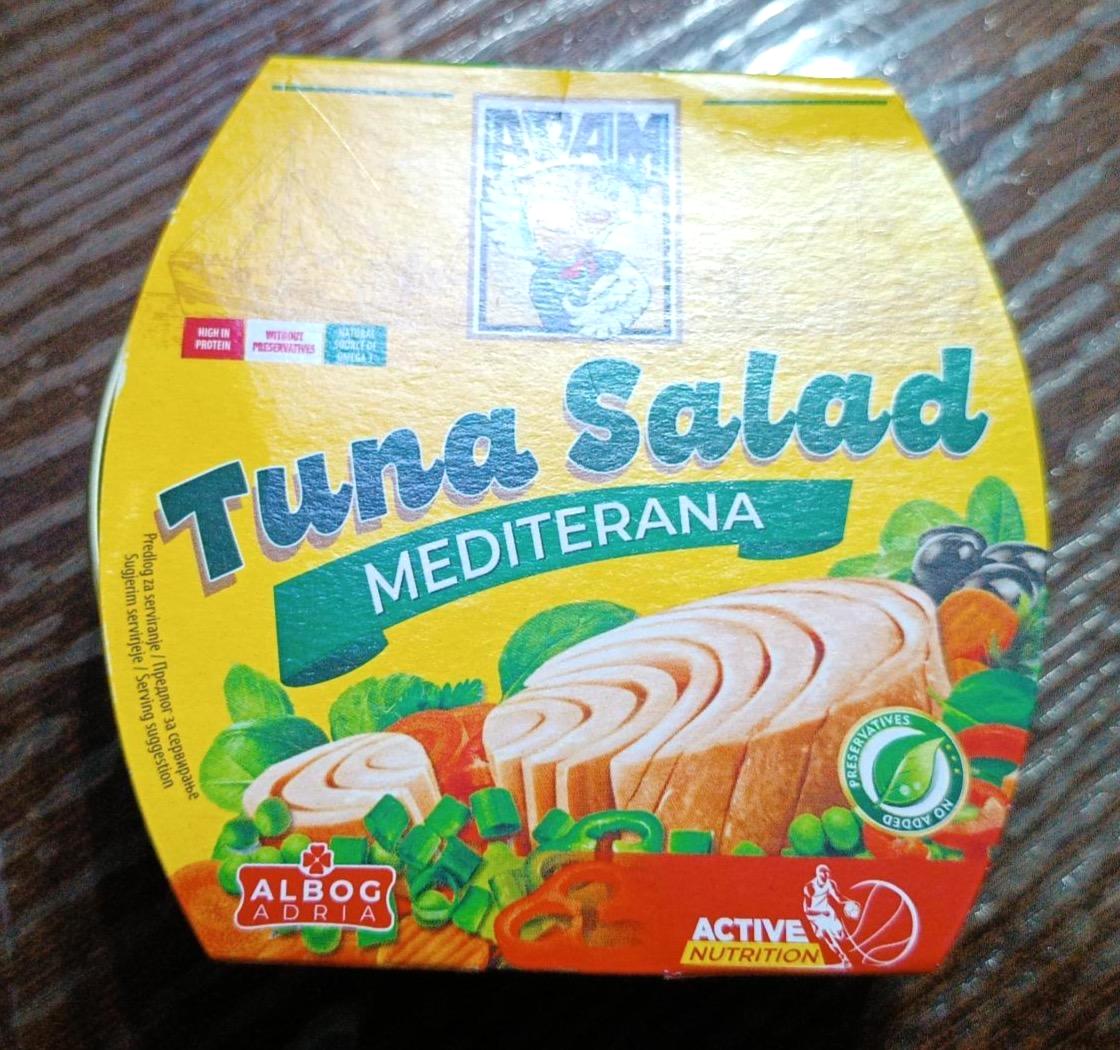 ADAM
HIGH IN
PROTEIN
WITHOUT
PRESERVATIVES
NATURAL
SOURCE OF
OMEGA 3
Tuna Salad
MEDITERANA
Predlog za serviranje / Предлог за сервирање
Sugjerim servirjeje / Serving suggestion
PRESERVATIVES
NO ADDED
ALBOG
ADRIA
ACTIVE
NUTRITION